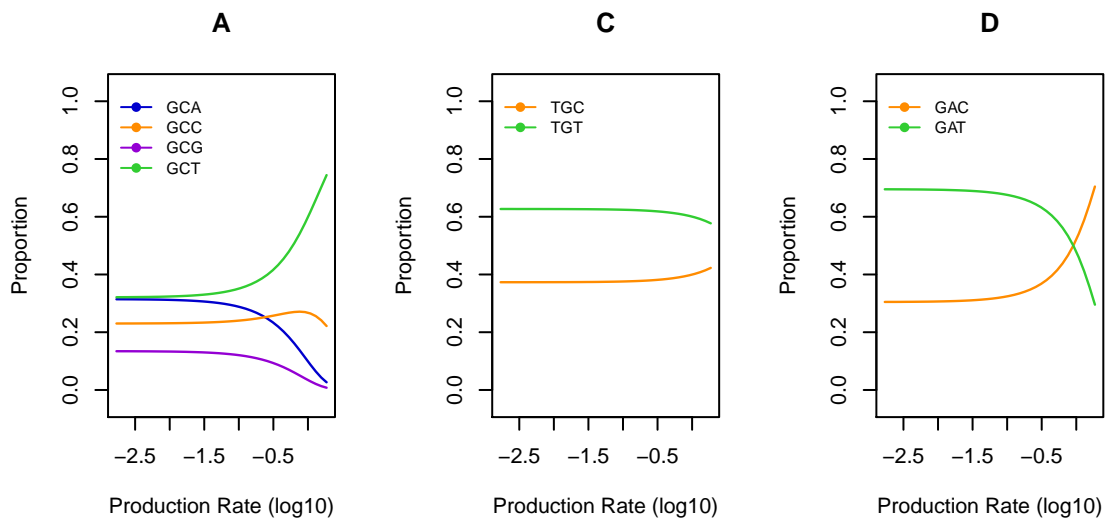 A
Proportion
1.0
0.8
0.6
0.4
0.2
0.0
GCA
GCC
GCG
GCT
−2.5 −1.5 −0.5
Production Rate (log10)
C
Proportion
1.0
0.8
0.6
0.4
0.2
0.0
TGC
TGT
−2.5 −1.5 −0.5
Production Rate (log10)
D
Proportion
1.0
0.8
0.6
0.4
0.2
0.0
GAC
GAT
−2.5 −1.5 −0.5
Production Rate (log10)